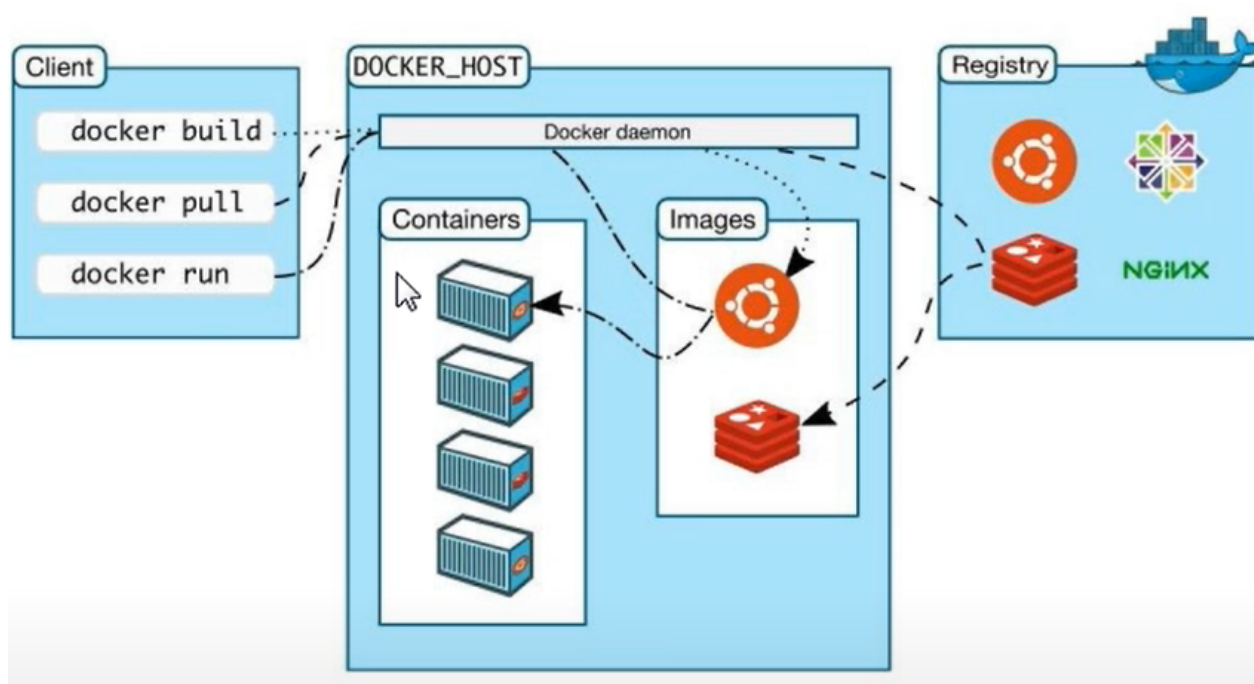 Client
docker build
docker pull
docker run
DOCKER_HOST
Docker daemon
Containers
Images
Registry
NGINX